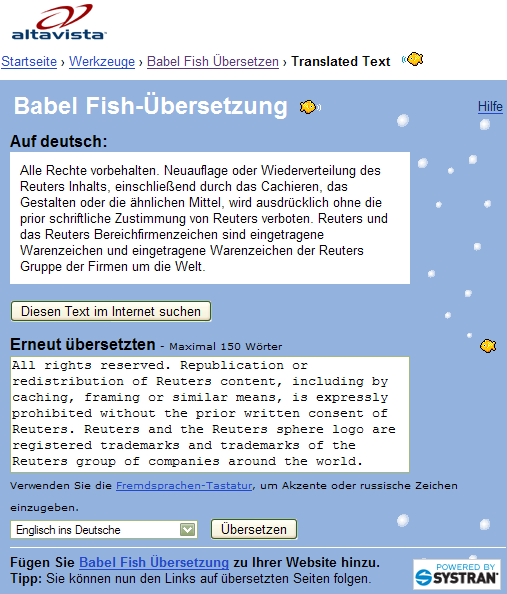 altavista
Startseite › Werkzeuge › Babel Fish Übersetzen › Translated Text
Babel Fish-Übersetzung
Hilfe
Auf deutsch:
Alle Rechte vorbehalten. Neuauflage oder Wiederverteilung des
Reuters Inhalts, einschließend durch das Cachieren, das
Gestalten oder die ähnlichen Mittel, wird ausdrücklich ohne die
prior schriftliche Zustimmung von Reuters verboten. Reuters und
das Reuters Bereichfirmenzeichen sind eingetragene
Warenzeichen und eingetragene Warenzeichen der Reuters
Gruppe der Firmen um die Welt.
Diesen Text im Internet suchen
Erneut übersetzten - Maximal 150 Wörter
All rights reserved. Republication or
redistribution of Reuters content, including by
caching, framing or similar means, is expressly
prohibited without the prior written consent of
Reuters. Reuters and the Reuters sphere logo are
registered trademarks and trademarks of the
Reuters group of companies around the world.
Verwenden Sie die Fremdsprachen-Tastatur, um Akzente oder russische Zeichen
einzugeben.
Englisch ins Deutsche
Übersetzen
Fügen Sie Babel Fish Übersetzung zu Ihrer Website hinzu.
Tipp: Sie können nun den Links auf übersetzten Seiten folgen.
POWERED BY
SYSTRAN®